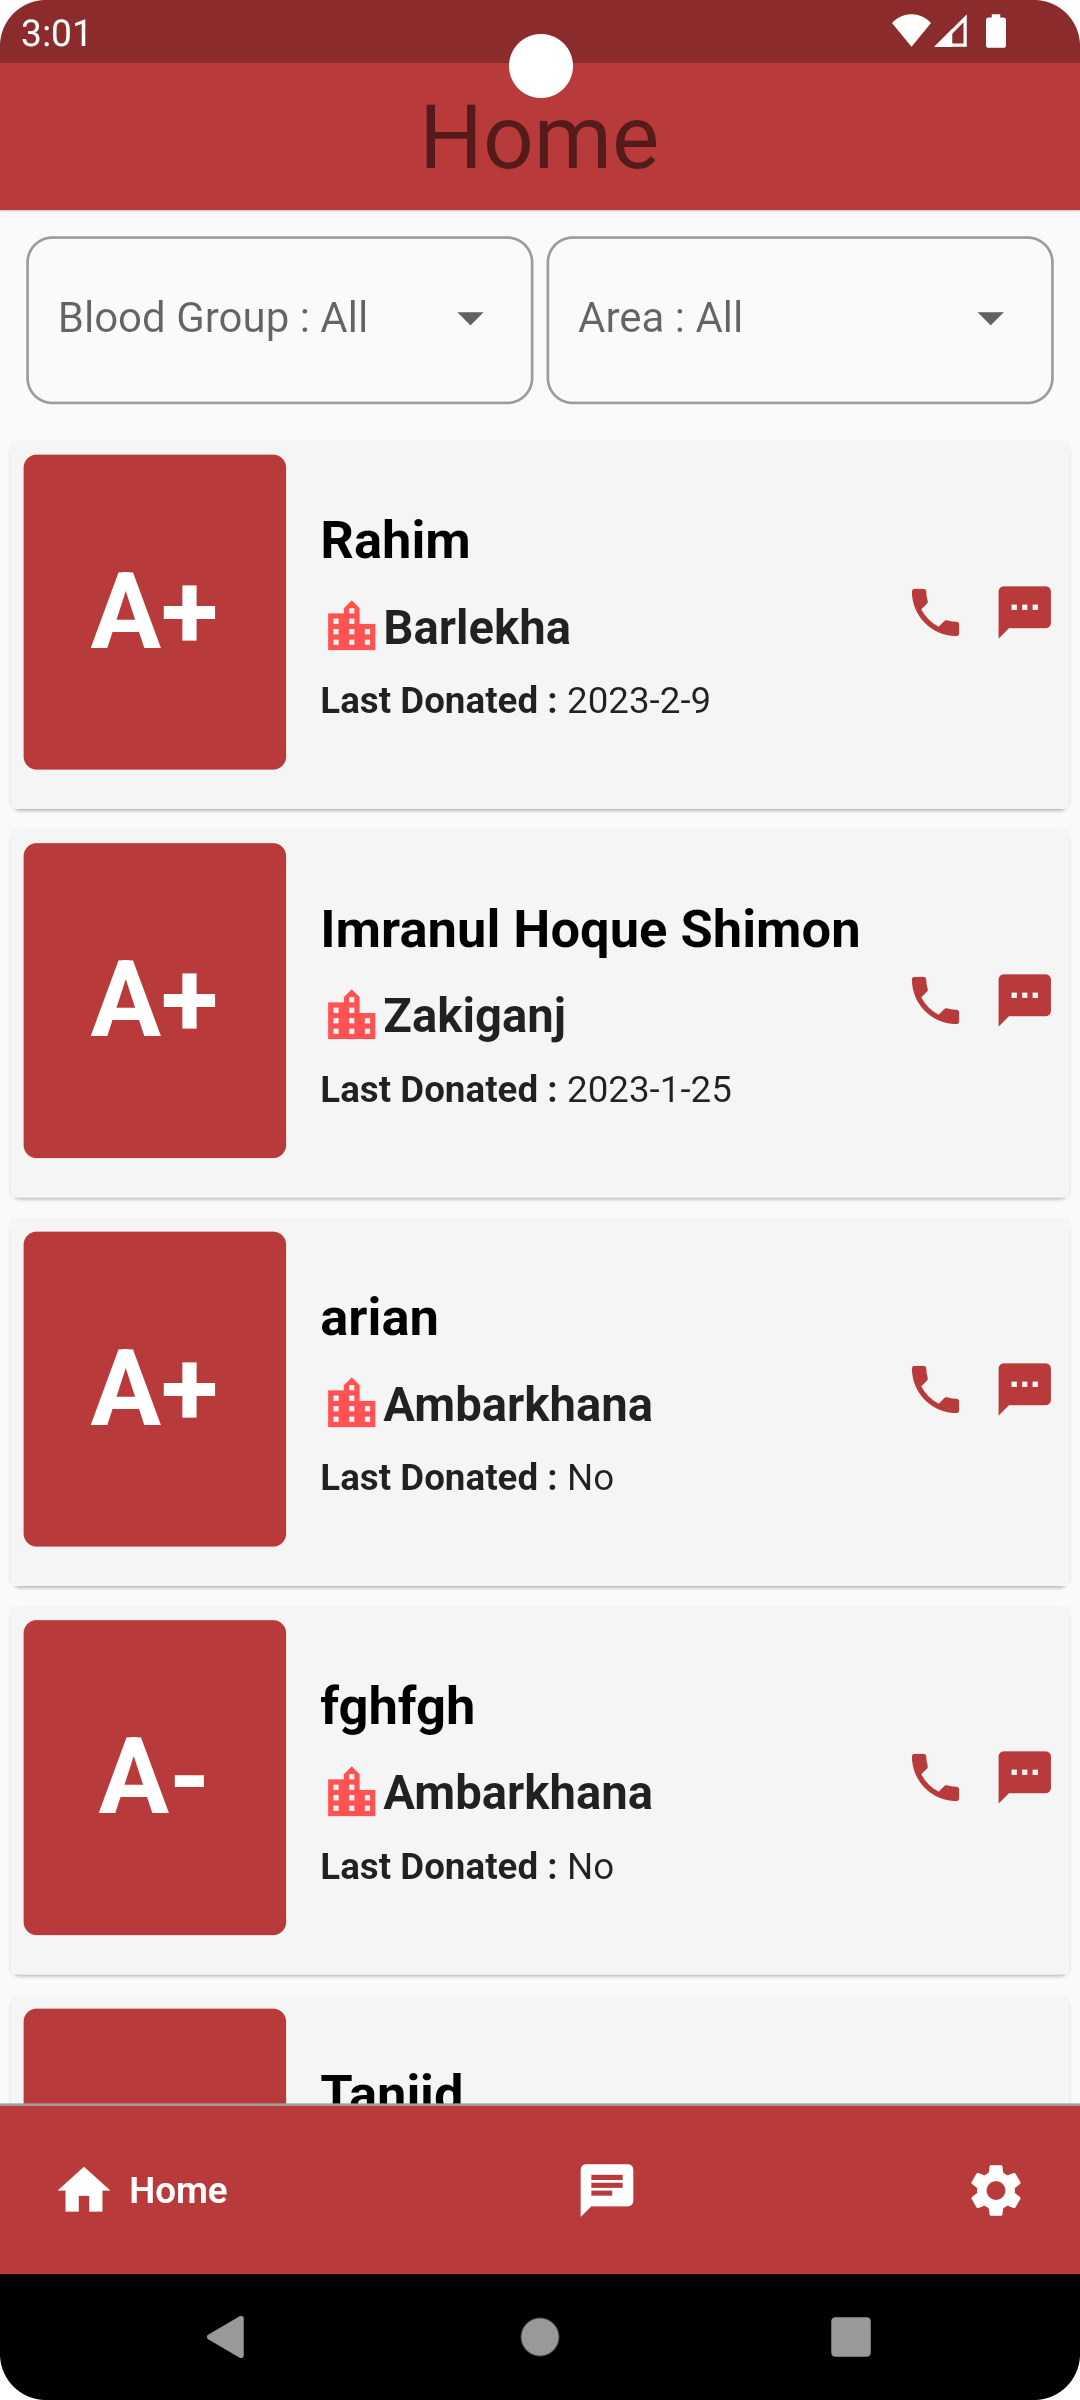 3:01
Home
Blood Group : All
Area : All
A+
Rahim
Barlekha
Last Donated : 2023-2-9
A+
Imranul Hoque Shimon
Zakiganj
Last Donated : 2023-1-25
A+
arian
Ambarkhana
Last Donated : No
A-
fghfgh
Ambarkhana
Last Donated : No
Home